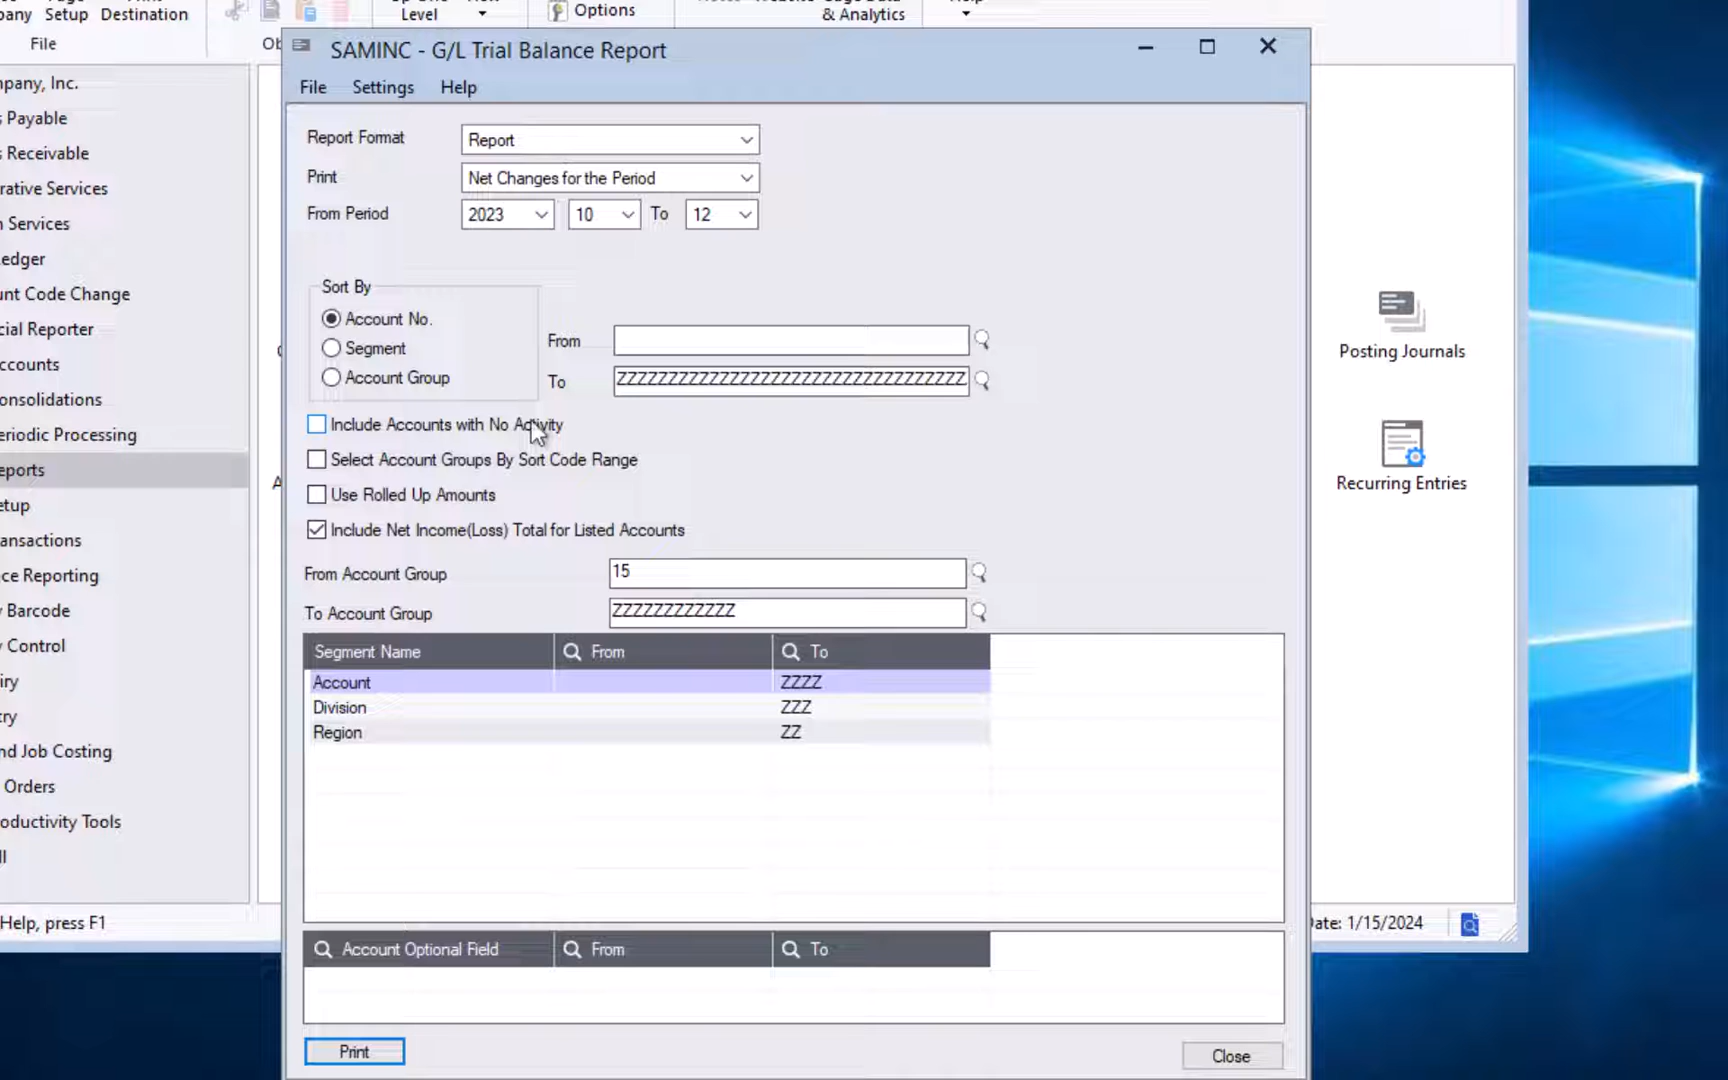 Setup Destination
Level
Options
& Analytics
File
SAMINC - G/L Trial Balance Report
File Settings Help
mpany, Inc.
s Payable
s Receivable
rative Services
n Services
edger
unt Code Change
cial Reporter
ccounts
onsolidations
eriodic Processing
eports
etup
ansactions
ce Reporting
y Barcode
y Control
iry
try
nd Job Costing
Orders
oductivity Tools
ll
Help, press F1
Report Format Report
Print Net Changes for the Period
From Period 2023 10 To 12
Sort By
Account No.
Segment
Account Group
From
To ZZZZZZZZZZZZZZZZZZZZZZZZZZZZZZZZZZ
Include Accounts with No Activity
Select Account Groups By Sort Code Range
Use Rolled Up Amounts
Include Net Income(Loss) Total for Listed Accounts
From Account Group 15
To Account Group ZZZZZZZZZZZZ
Segment Name From To
Account ZZZZ
Division ZZZ
Region ZZ
Account Optional Field From To
Print Close
Posting Journals
Recurring Entries
ate: 1/15/2024